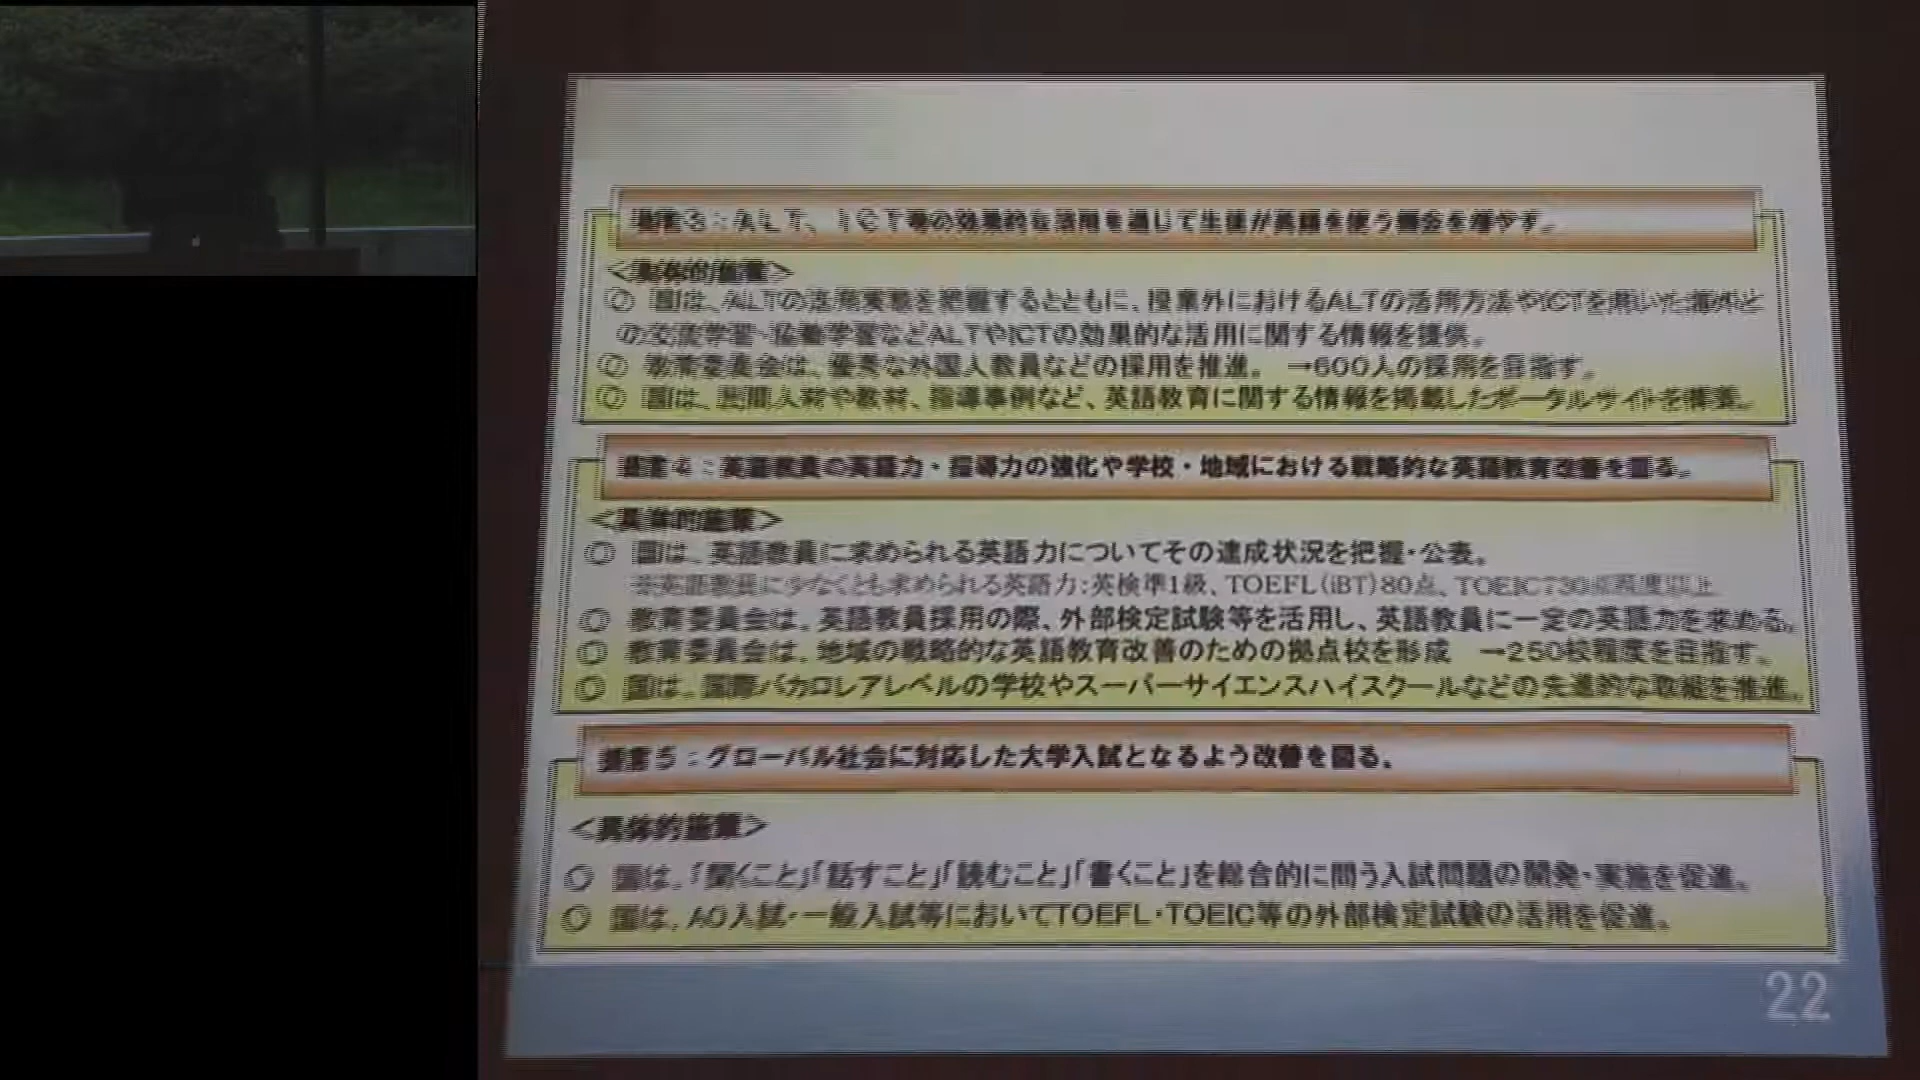 提言3：ALT、ICT等の効果的な活用を通じて生徒が英語を使う機会を増やす。
＜具体的施策＞
○ 国は、ALTの活用実態を把握するとともに、授業外におけるALTの活用方法やICTを用いた海外と
の交流学習・協働学習などALTやICTの効果的な活用に関する情報を提供。
○ 教育委員会は、優秀な外国人教員などの採用を推進。 →600人の採用を目指す。
○ 国は、民間人材や教材、指導事例など、英語教育に関する情報を掲載したポータルサイトを構築。
提言4：英語教員の英語力・指導力の強化や学校・地域における戦略的な英語教育改善を図る。
＜具体的施策＞
○ 国は、英語教員に求められる英語力についてその達成状況を把握・公表。
※英語教員に少なくとも求められる英語力：英検準1級、TOEFL（iBT）80点、TOEIC730点程度以上
○ 教育委員会は、英語教員採用の際、外部検定試験等を活用し、英語教員に一定の英語力を求める。
○ 教育委員会は、地域の戦略的な英語教育改善のための拠点校を形成 →250校程度を目指す。
○ 国は、国際バカロレアレベルの学校やスーパーサイエンスハイスクールなどの先進的な取組を推進。
提言5：グローバル社会に対応した大学入試となるよう改善を図る。
＜具体的施策＞
○ 国は、「聞くこと」「話すこと」「読むこと」「書くこと」を総合的に問う入試問題の開発・実施を促進。
○ 国は、AO入試・一般入試等においてTOEFL・TOEIC等の外部検定試験の活用を促進。
22